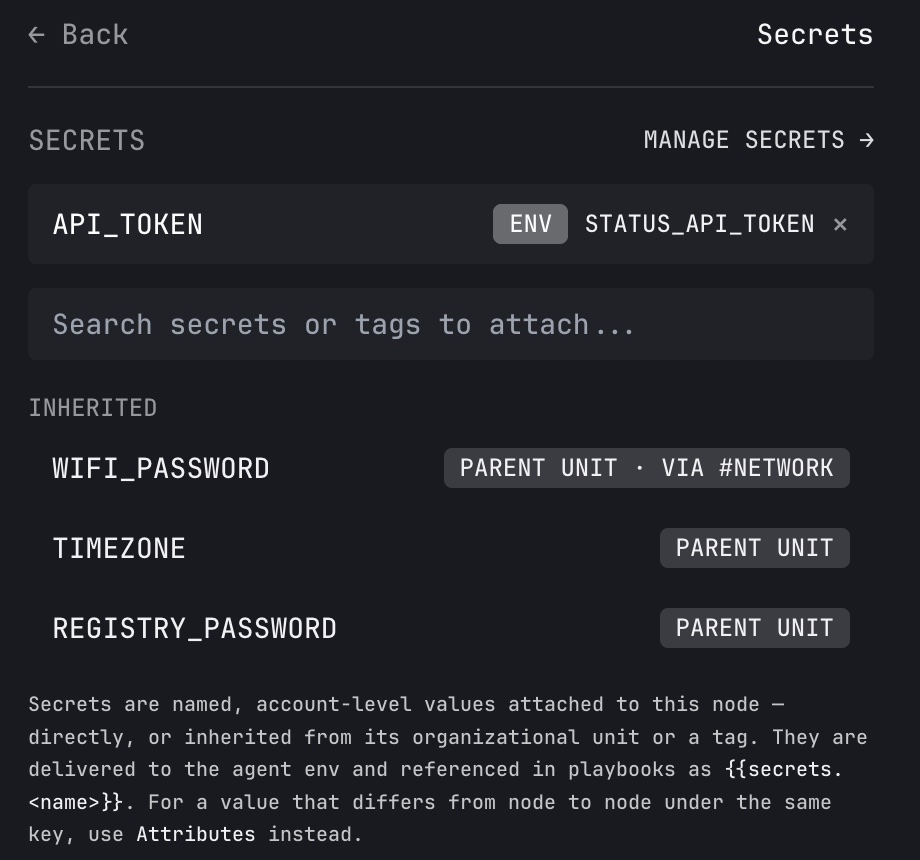 ← Back
Secrets
SECRETS
MANAGE SECRETS →
API_TOKEN
ENV
STATUS_API_TOKEN ×
Search secrets or tags to attach...
INHERITED
WIFI_PASSWORD
PARENT UNIT · VIA #NETWORK
TIMEZONE
PARENT UNIT
REGISTRY_PASSWORD
PARENT UNIT
Secrets are named, account-level values attached to this node —
directly, or inherited from its organizational unit or a tag. They are
delivered to the agent env and referenced in playbooks as {{secrets.
<name>}}. For a value that differs from node to node under the same
key, use Attributes instead.